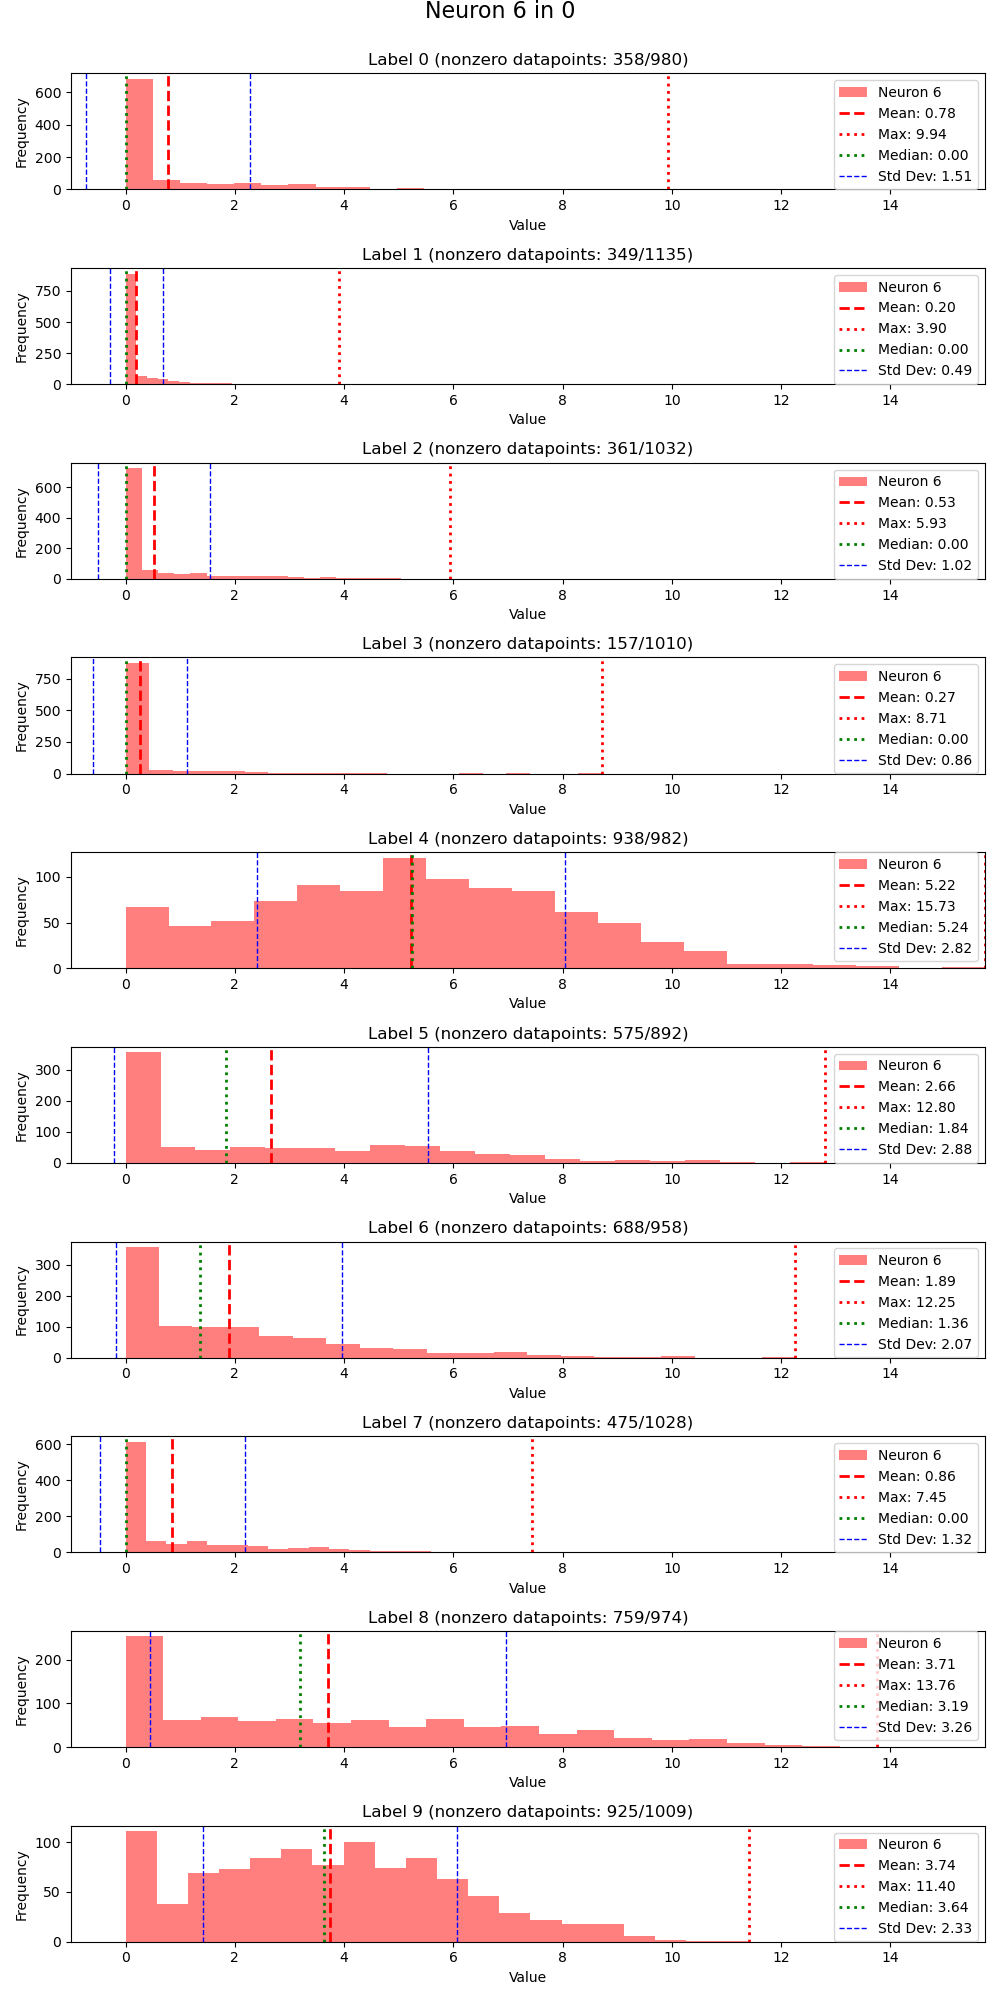 Neuron 6 in 0
Label 0 (nonzero datapoints: 358/980)
Frequency
600
400
200
0
Neuron 6
Mean: 0.78
Max: 9.94
Median: 0.00
Std Dev: 1.51
0 2 4 6 8 10 12 14
Value
Label 1 (nonzero datapoints: 349/1135)
Frequency
750
500
250
0
Neuron 6
Mean: 0.20
Max: 3.90
Median: 0.00
Std Dev: 0.49
0 2 4 6 8 10 12 14
Value
Label 2 (nonzero datapoints: 361/1032)
Frequency
600
400
200
0
Neuron 6
Mean: 0.53
Max: 5.93
Median: 0.00
Std Dev: 1.02
0 2 4 6 8 10 12 14
Value
Label 3 (nonzero datapoints: 157/1010)
Frequency
750
500
250
0
Neuron 6
Mean: 0.27
Max: 8.71
Median: 0.00
Std Dev: 0.86
0 2 4 6 8 10 12 14
Value
Label 4 (nonzero datapoints: 938/982)
Frequency
100
50
0
Neuron 6
Mean: 5.22
Max: 15.73
Median: 5.24
Std Dev: 2.82
0 2 4 6 8 10 12 14
Value
Label 5 (nonzero datapoints: 575/892)
Frequency
300
200
100
0
Neuron 6
Mean: 2.66
Max: 12.80
Median: 1.84
Std Dev: 2.88
0 2 4 6 8 10 12 14
Value
Label 6 (nonzero datapoints: 688/958)
Frequency
300
200
100
0
Neuron 6
Mean: 1.89
Max: 12.25
Median: 1.36
Std Dev: 2.07
0 2 4 6 8 10 12 14
Value
Label 7 (nonzero datapoints: 475/1028)
Frequency
600
400
200
0
Neuron 6
Mean: 0.86
Max: 7.45
Median: 0.00
Std Dev: 1.32
0 2 4 6 8 10 12 14
Value
Label 8 (nonzero datapoints: 759/974)
Frequency
200
100
0
Neuron 6
Mean: 3.71
Max: 13.76
Median: 3.19
Std Dev: 3.26
0 2 4 6 8 10 12 14
Value
Label 9 (nonzero datapoints: 925/1009)
Frequency
100
50
0
Neuron 6
Mean: 3.74
Max: 11.40
Median: 3.64
Std Dev: 2.33
0 2 4 6 8 10 12 14
Value